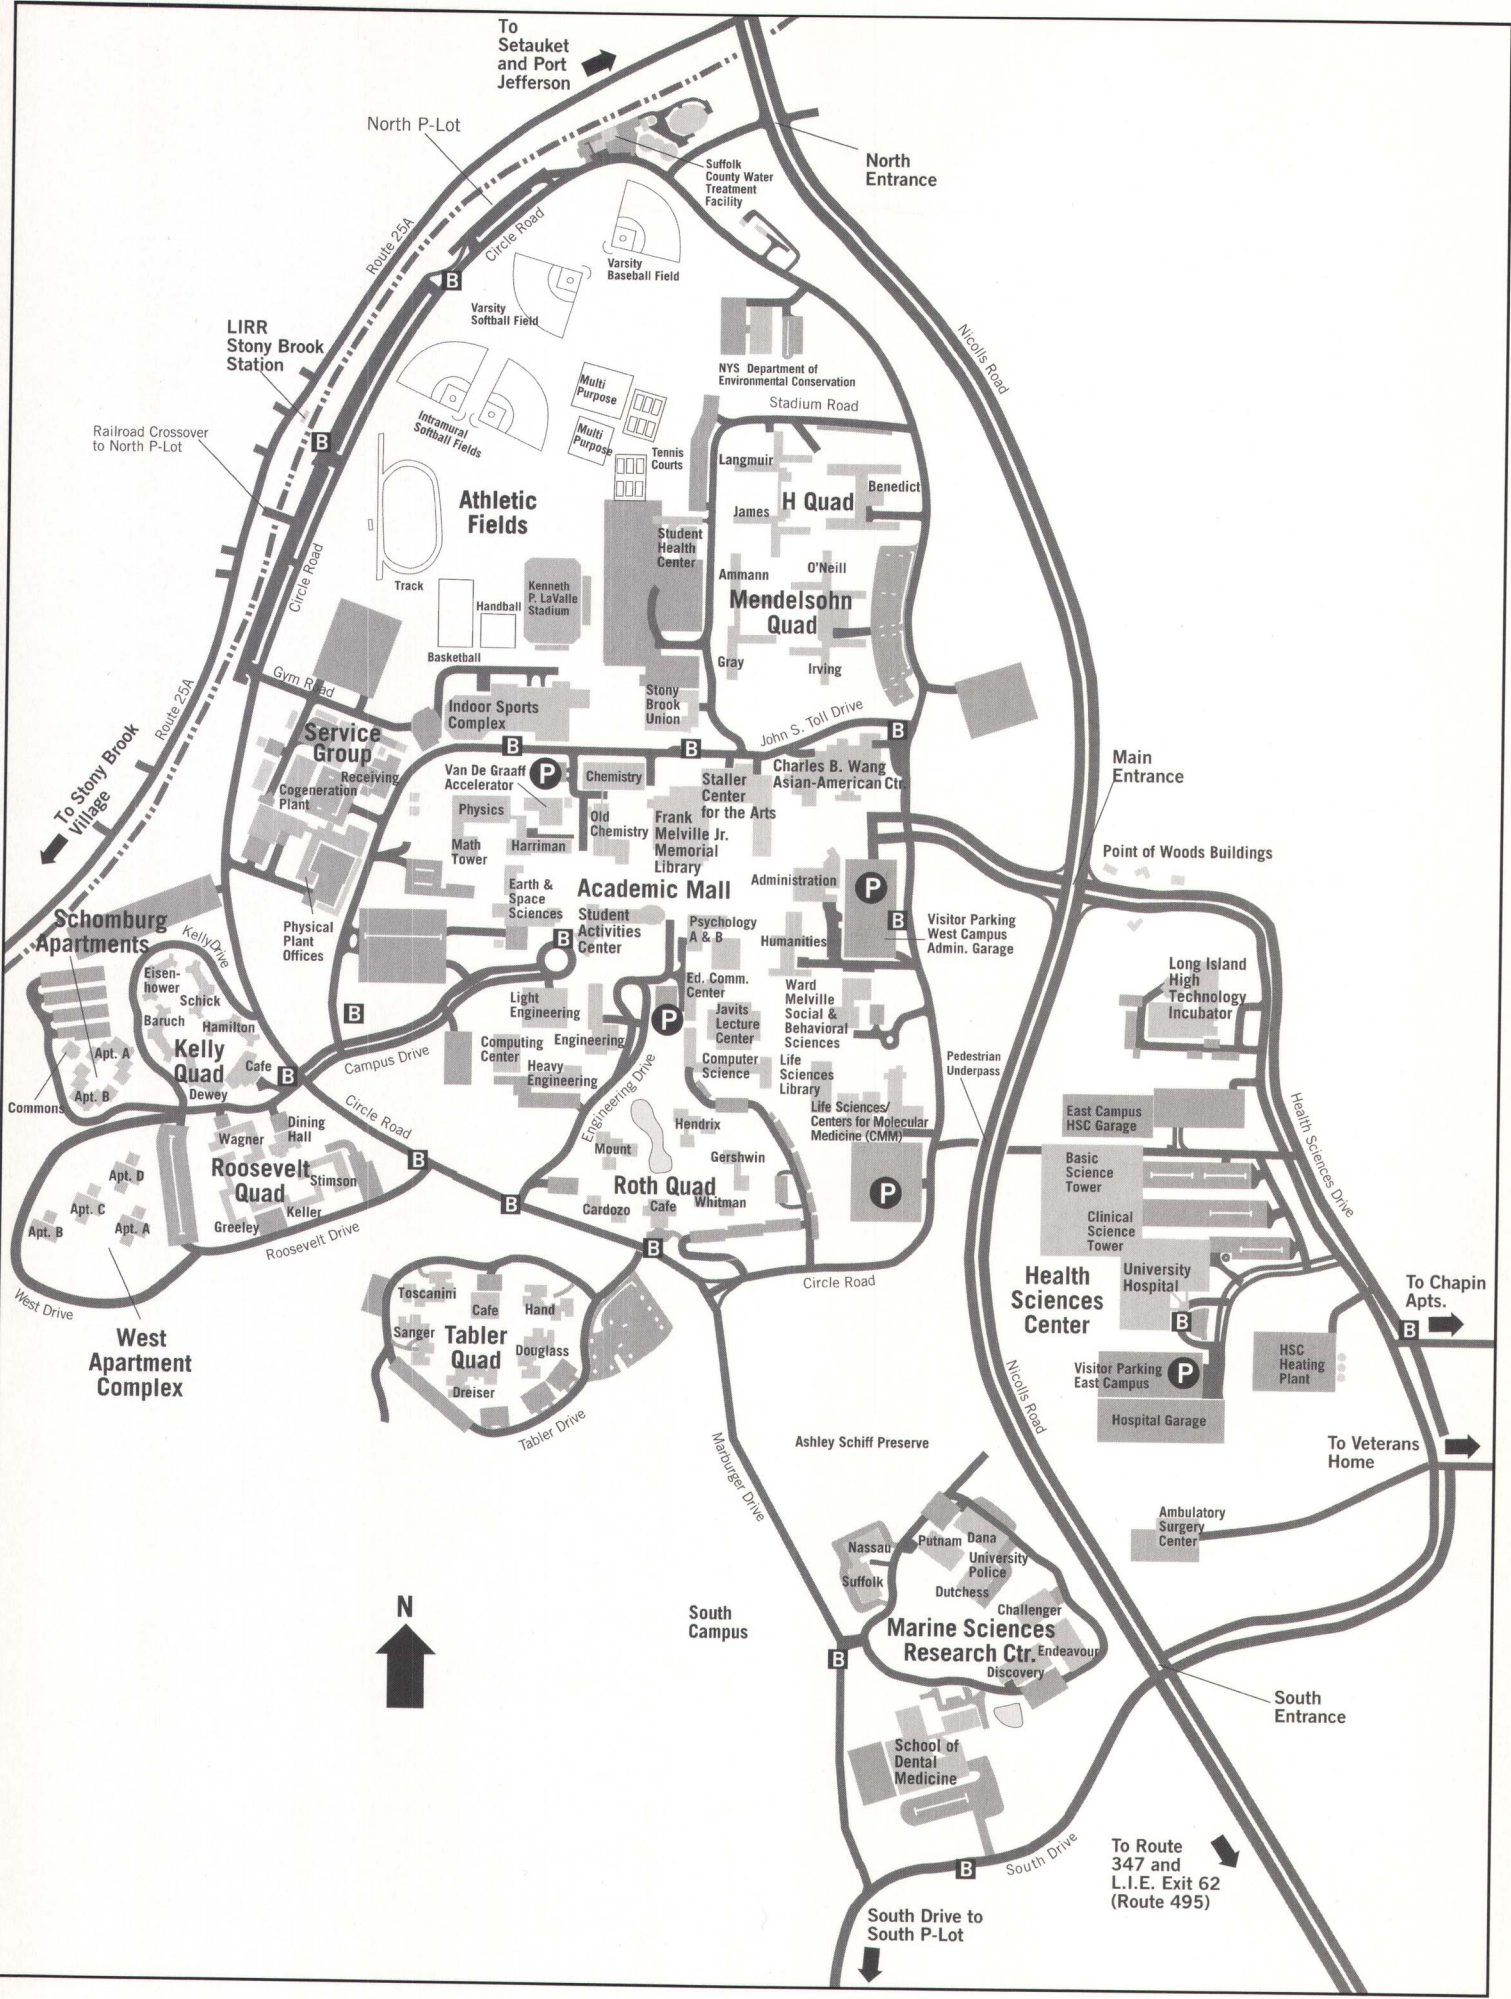 To
Setauket
and Port
Jefferson
North P-Lot
North
Entrance
Suffolk
County Water
Treatment
Facility
Route 25A
Circle Road
B
Varsity
Baseball Field
Varsity
Softball Field
LIRR
Stony Brook
Station
Nicolls Road
NYS Department of
Environmental Conservation
Stadium Road
Multi
Purpose
Multi
Purpose
Intramural
Softball Fields
Tennis
Courts
Railroad Crossover
to North P-Lot
B
Langmuir
Benedict
H Quad
James
Athletic
Fields
Student
Health
Center
Circle Road
Track
Handball
Kenneth
P. LaValle
Stadium
Basketball
Ammann
O'Neill
Mendelsohn
Quad
Gray
Irving
Gym Road
Route 25A
To Stony Brook
Village
Service
Group
Receiving
Cogeneration
Plant
Indoor Sports
Complex
Stony
Brook
Union
John S. Toll Drive
B
B
B
Van De Graaff
Accelerator
P
Chemistry
Staller
Center
for the Arts
Charles B. Wang
Asian-American Ctr.
Main
Entrance
Physics
Old
Chemistry
Frank
Melville Jr.
Memorial
Library
Math
Tower
Harriman
Point of Woods Buildings
Earth &
Space
Sciences
Academic Mall
Administration
P
B
Visitor Parking
West Campus
Admin. Garage
Student
Activities
Center
B
Psychology
A & B
Humanities
Physical
Plant
Offices
Schomburg
Apartments
Kelly Drive
Eisen-
hower
Schick
Baruch
Hamilton
Kelly
Quad
Cafe
Dewey
Apt. A
Apt. B
Commons
B
B
Campus Drive
Light
Engineering
Computing
Center
Engineering
Heavy
Engineering
Ed. Comm.
Center
P
Javits
Lecture
Center
Computer
Science
Ward
Melville
Social &
Behavioral
Sciences
Life
Sciences
Library
Life Sciences/
Centers for Molecular
Medicine (CMM)
Pedestrian
Underpass
Long Island
High
Technology
Incubator
East Campus
HSC Garage
Health Sciences Drive
Circle Road
Engineering Drive
Wagner
Dining
Hall
Roosevelt
Quad
Stimson
Keller
Greeley
Roosevelt Drive
B
B
Apt. D
Apt. C
Apt. B
Apt. A
West Drive
West
Apartment
Complex
Mount
Hendrix
Gershwin
Roth Quad
Cardozo
Cafe
Whitman
B
P
Circle Road
Basic
Science
Tower
Clinical
Science
Tower
University
Hospital
Health
Sciences
Center
B
To Chapin
Apts.
B
Visitor Parking
East Campus
P
HSC
Heating
Plant
Hospital Garage
Toscanini
Cafe
Hand
Sanger
Tabler
Quad
Douglass
Dreiser
Tabler Drive
Marburger Drive
Nicolls Road
Ashley Schiff Preserve
To Veterans
Home
Ambulatory
Surgery
Center
Nassau
Suffolk
Putnam
Dana
University
Police
Dutchess
Challenger
Marine Sciences
Research Ctr.
Endeavour
Discovery
South
Campus
N
B
South
Entrance
School of
Dental
Medicine
B
South Drive
To Route
347 and
L.I.E. Exit 62
(Route 495)
South Drive to
South P-Lot